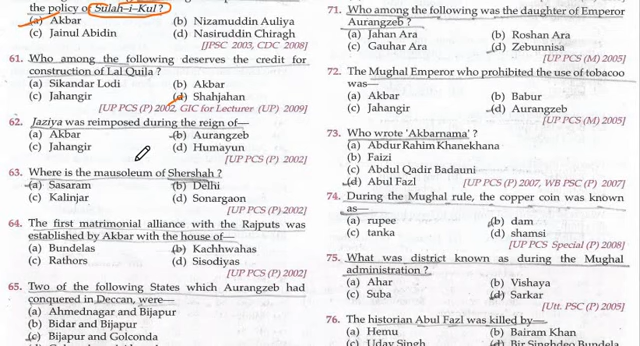 the policy of Sulah-i-Kul ?
(a) Akbar (b) Nizamuddin Auliya
(c) Jainul Abidin (d) Nasiruddin Chiragh
[JPSC 2003, CDC 2008]
61. Who among the following deserves the credit for
construction of Lal Quila ?
(a) Sikandar Lodi (b) Akbar
(c) Jahangir (d) Shahjahan
[UP PCS (P) 2002, GIC for Lecturer (UP) 2009]
62. Jaziya was reimposed during the reign of—
(a) Akbar (b) Aurangzeb
(c) Jahangir (d) Humayun
[UP PCS (P) 2002]
63. Where is the mausoleum of Shershah ?
(a) Sasaram (b) Delhi
(c) Kalinjar (d) Sonargaon
[UP PCS (P) 2002]
64. The first matrimonial alliance with the Rajputs was
established by Akbar with the house of—
(a) Bundelas (b) Kachhwahas
(c) Rathors (d) Sisodiyas
[UP PCS (P) 2002]
65. Two of the following States which Aurangzeb had
conquered in Deccan, were—
(a) Ahmednagar and Bijapur
(b) Bidar and Bijapur
(c) Bijapur and Golconda
71. Who among the following was the daughter of Emperor
Aurangzeb ?
(a) Jahan Ara (b) Roshan Ara
(c) Gauhar Ara (d) Zebunnisa
[UP PCS (M) 2005]
72. The Mughal Emperor who prohibited the use of tobacoo
was—
(a) Akbar (b) Babur
(c) Jahangir (d) Aurangzeb
[UP PCS (M) 2005]
73. Who wrote 'Akbarnama' ?
(a) Abdur Rahim Khanekhana
(b) Faizi
(c) Abdul Qadir Badauni
(d) Abul Fazl [UP PCS (P) 2007, WB PSC (P) 2007]
74. During the Mughal rule, the copper coin was known
as—
(a) rupee (b) dam
(c) tanka (d) shamsi
[UP PCS Special (P) 2008]
75. What was district known as during the Mughal
administration ?
(a) Ahar (b) Vishaya
(c) Suba (d) Sarkar
[Utt. PSC (P) 2005]
76. The historian Abul Fazl was killed by—
(a) Hemu (b) Bairam Khan
(c) Uday Singh (d) Bir Singhdeo Bundela